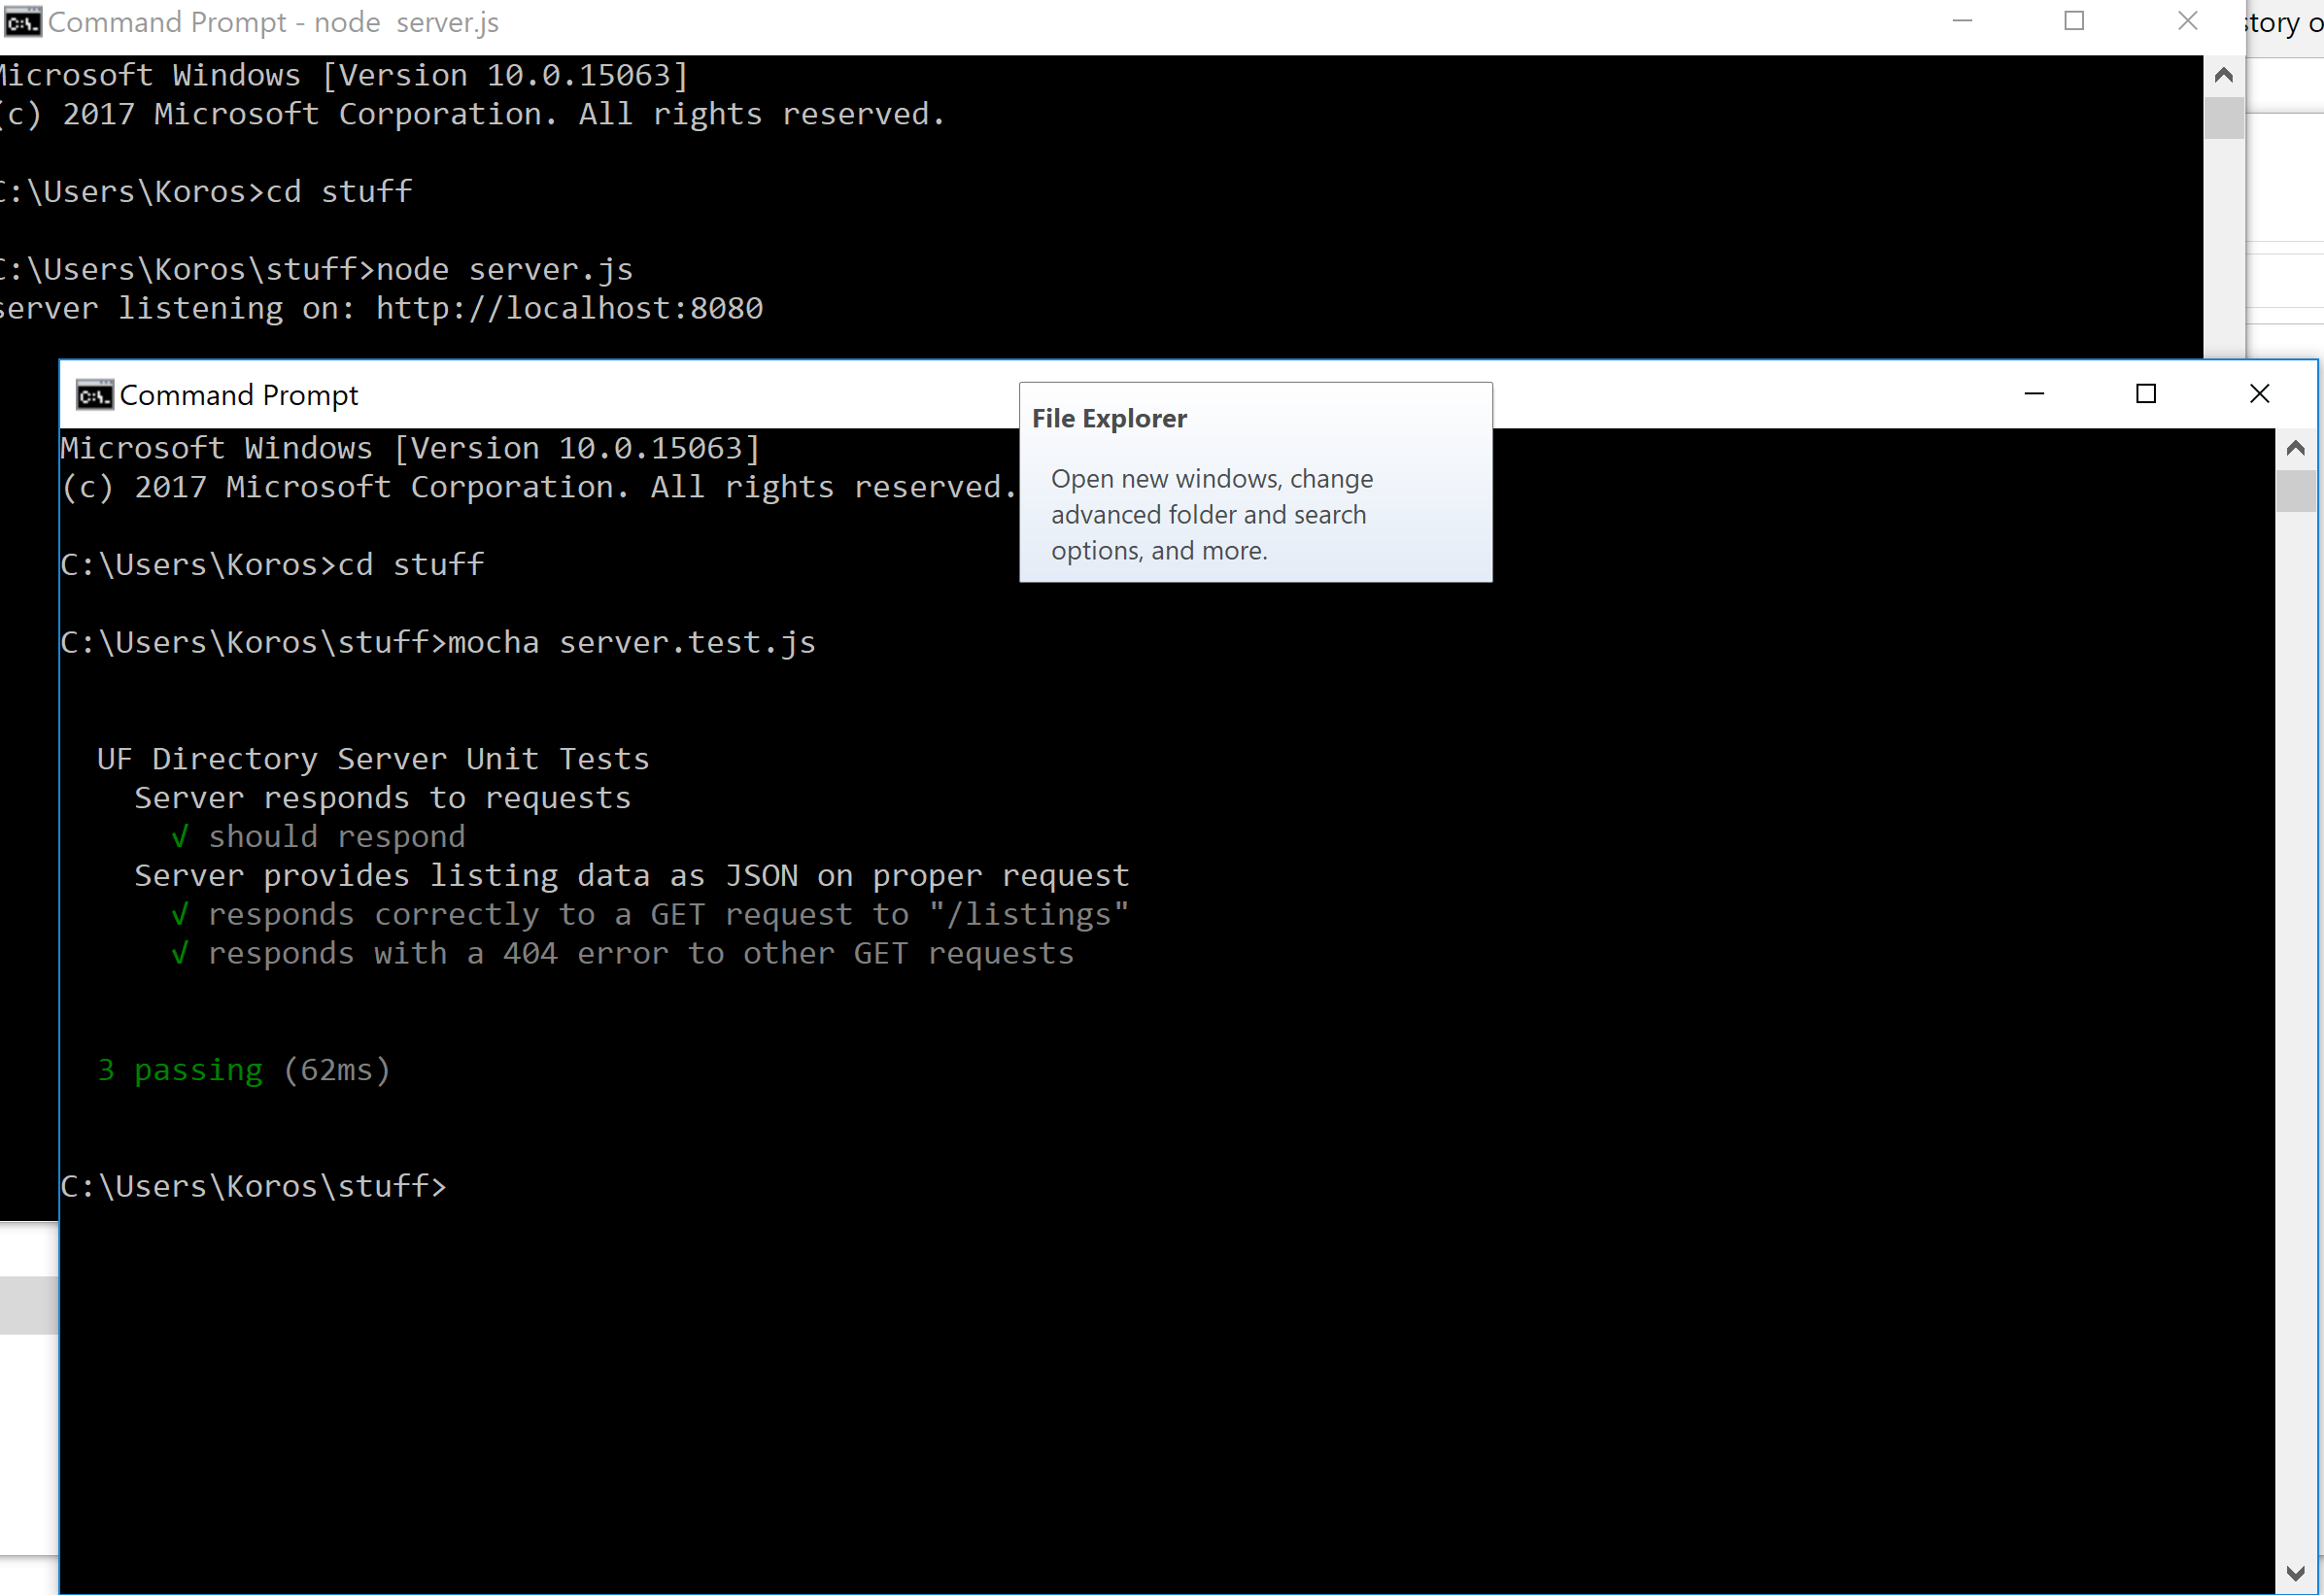 Command Prompt - node  server.js
story o
Microsoft Windows [Version 10.0.15063]
(c) 2017 Microsoft Corporation. All rights reserved.
C:\Users\Koros>cd stuff
C:\Users\Koros\stuff>node server.js
server listening on: http://localhost:8080
Command Prompt
File Explorer
Open new windows, change
advanced folder and search
options, and more.
Microsoft Windows [Version 10.0.15063]
(c) 2017 Microsoft Corporation. All rights reserved.
C:\Users\Koros>cd stuff
C:\Users\Koros\stuff>mocha server.test.js
UF Directory Server Unit Tests
Server responds to requests
√ should respond
Server provides listing data as JSON on proper request
√ responds correctly to a GET request to "/listings"
√ responds with a 404 error to other GET requests
3 passing (62ms)
C:\Users\Koros\stuff>